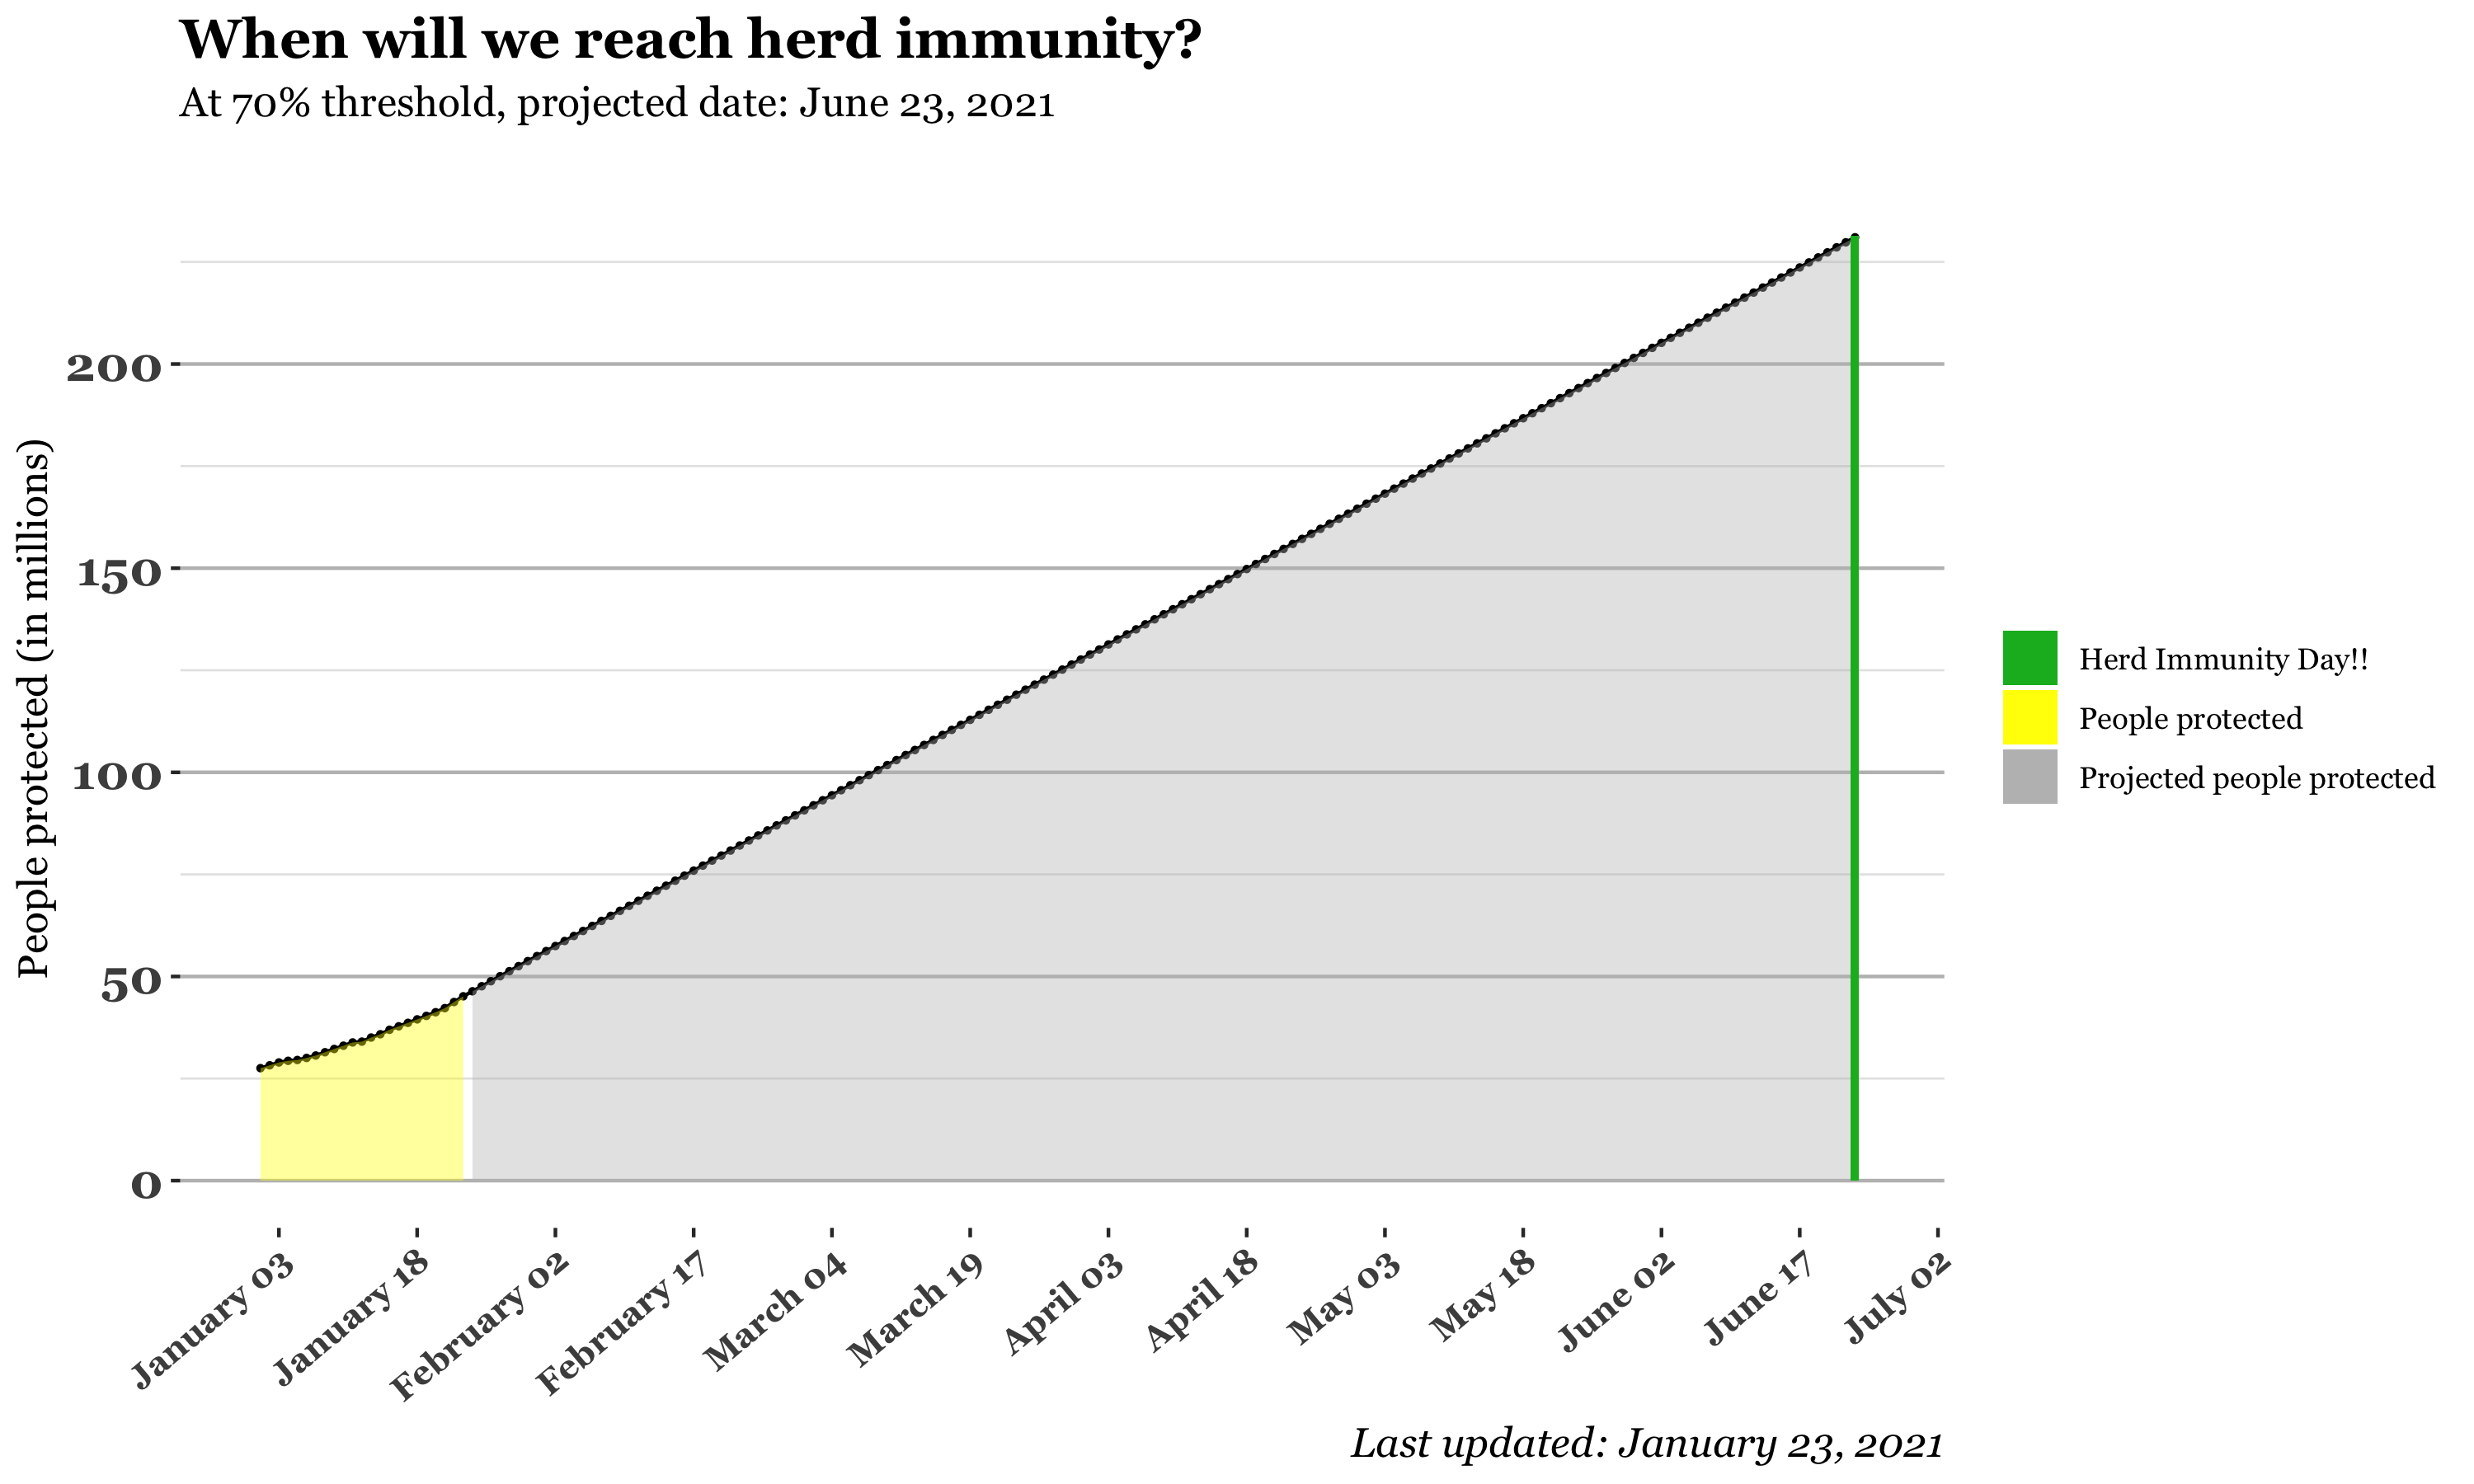 When will we reach herd immunity?
At 70% threshold, projected date: June 23, 2021
People protected (in millions)
200
150
100
50
0
January 03
January 18
February 02
February 17
March 04
March 19
April 03
April 18
May 03
May 18
June 02
June 17
July 02
Herd Immunity Day!!
People protected
Projected people protected
Last updated: January 23, 2021